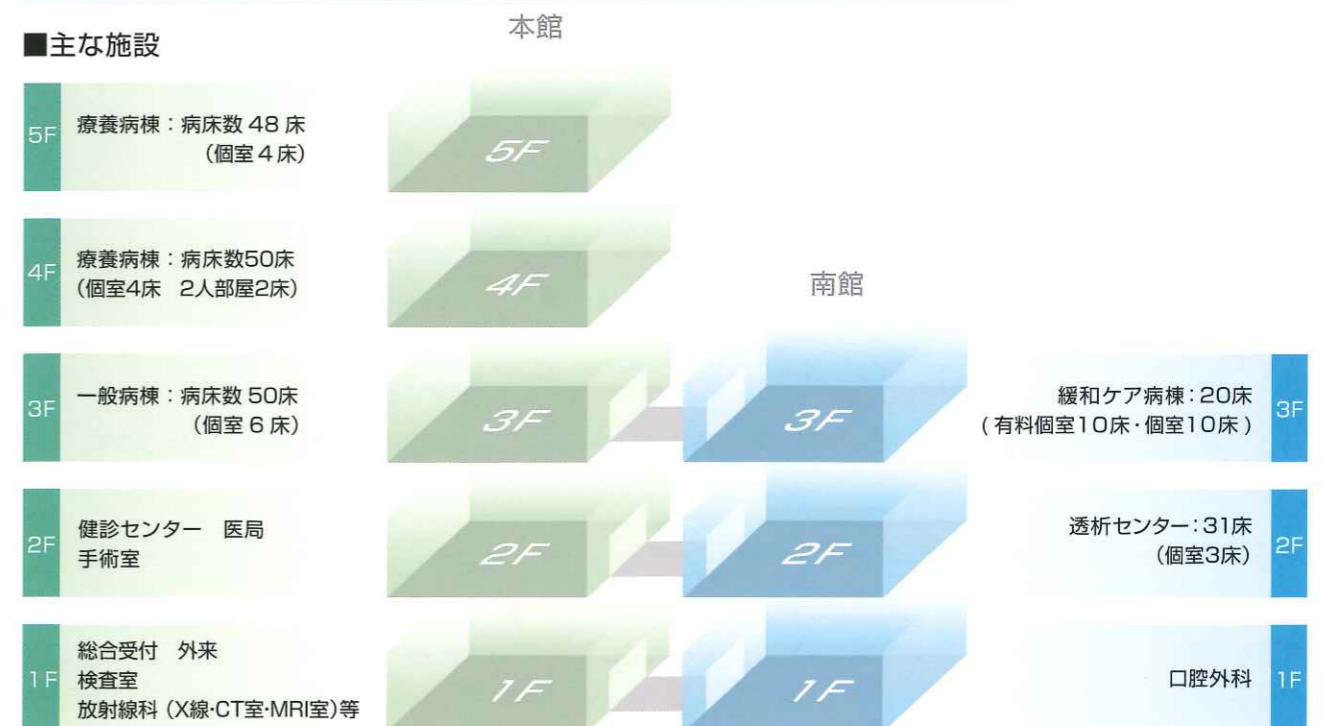 ■主な施設
本館
5F
療養病棟：病床数 48 床
（個室 4 床）
5F
4F
療養病棟：病床数50床
（個室4床　2人部屋2床）
4F
南館
3F
一般病棟：病床数 50床
（個室 6 床）
3F
3F
緩和ケア病棟：20床
( 有料個室10床・個室10床 )
3F
2F
健診センター　医局
手術室
2F
2F
透析センター：31床
（個室3床）
2F
1F
総合受付　外来
検査室
放射線科（X線・CT室・MRI室）等
1F
1F
口腔外科
1F